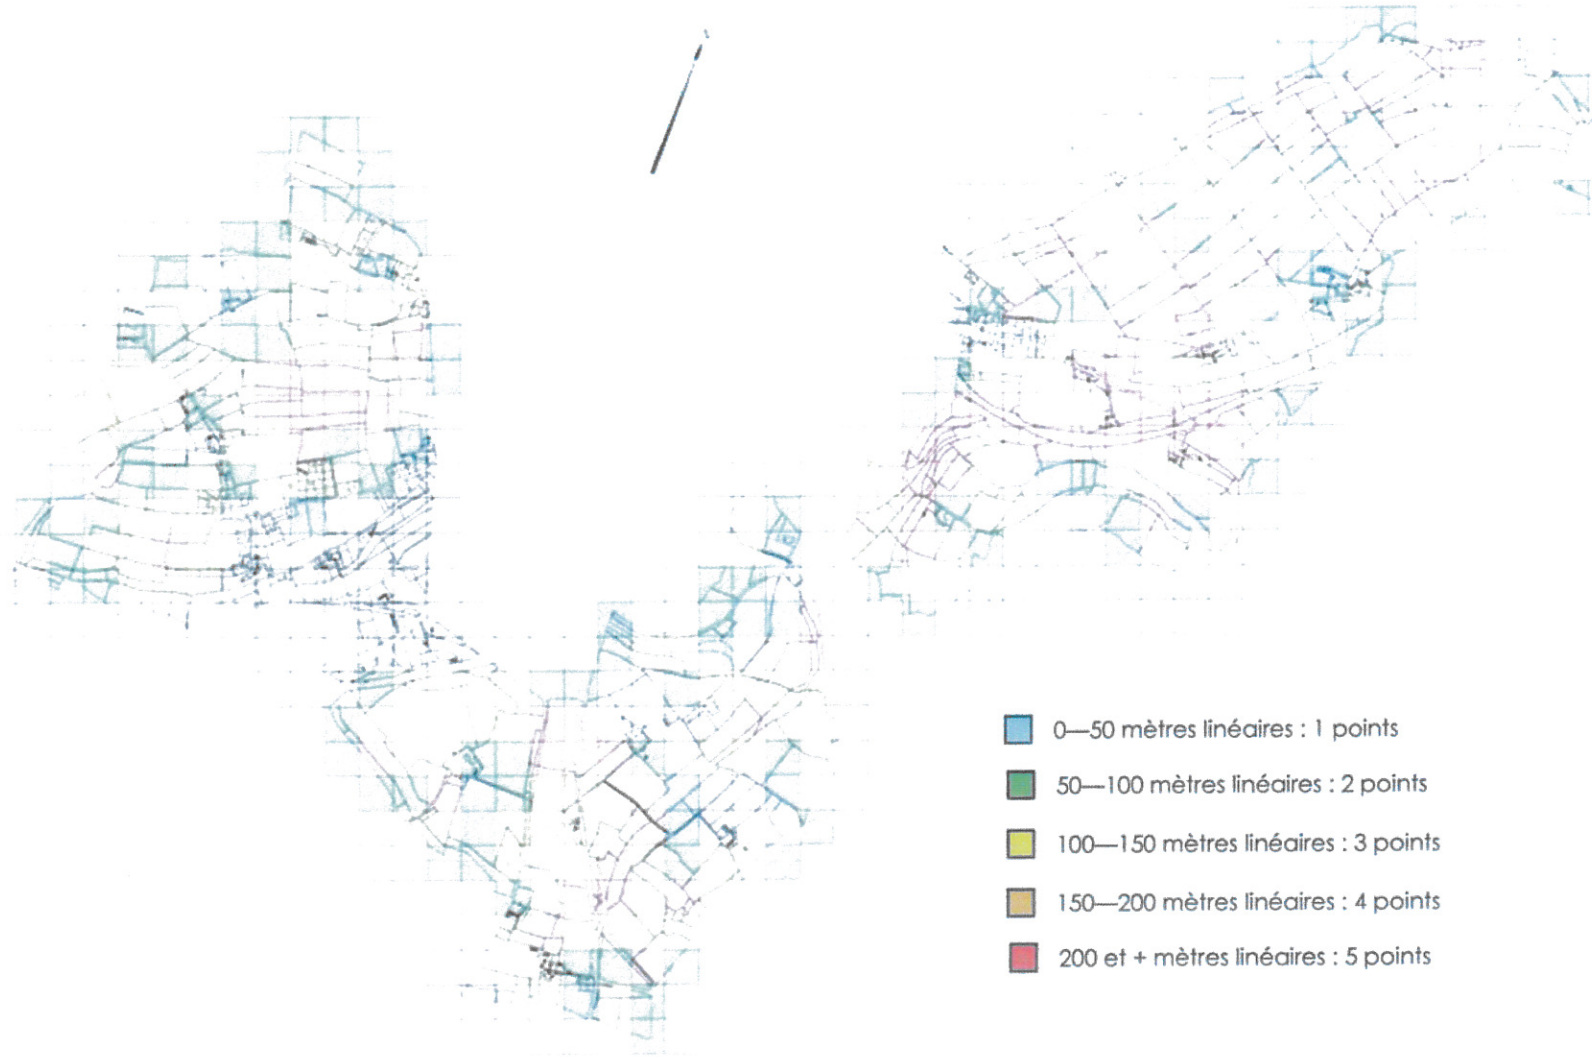 0—50 mètres linéaires : 1 points
50—100 mètres linéaires : 2 points
100—150 mètres linéaires : 3 points
150—200 mètres linéaires : 4 points
200 et + mètres linéaires : 5 points